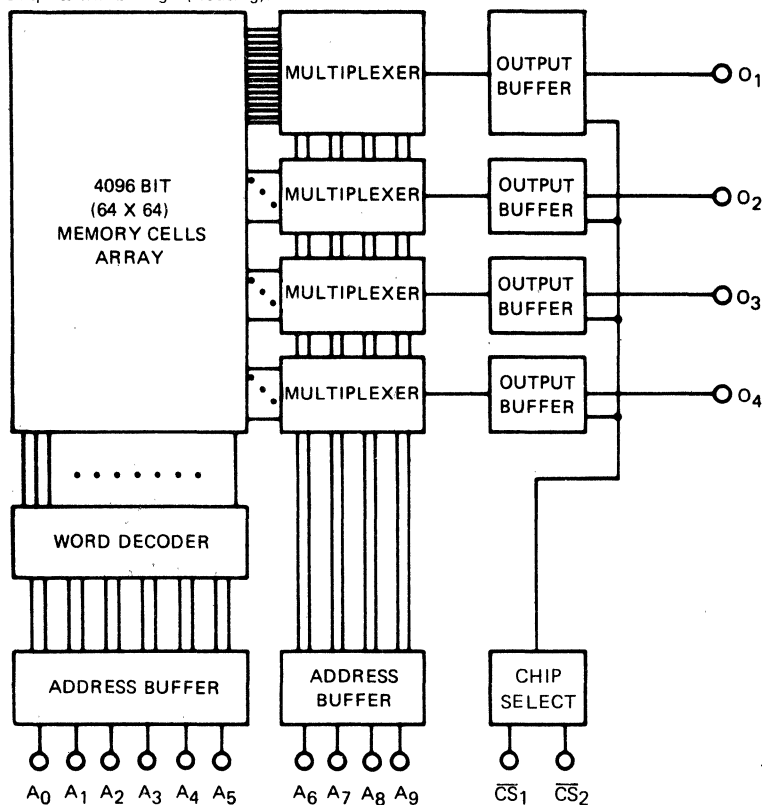 MULTIPLEXER
OUTPUT
BUFFER
O1
4096 BIT
(64 X 64)
MEMORY CELLS
ARRAY
MULTIPLEXER
OUTPUT
BUFFER
O2
MULTIPLEXER
OUTPUT
BUFFER
O3
MULTIPLEXER
OUTPUT
BUFFER
O4
WORD DECODER
ADDRESS BUFFER
ADDRESS
BUFFER
CHIP
SELECT
A0 A1 A2 A3 A4 A5
A6 A7 A8 A9
C̅S̅1 C̅S̅2